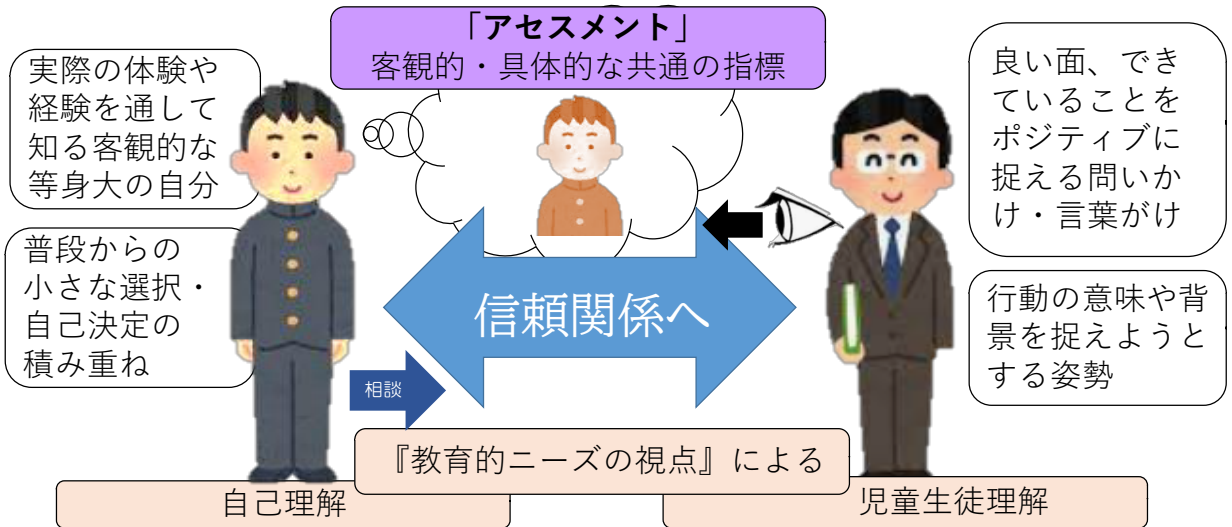 「アセスメント」
客観的・具体的な共通の指標
実際の体験や
経験を通して
知る客観的な
等身大の自分
普段からの
小さな選択・
自己決定の
積み重ね
良い面、でき
ていることを
ポジティブに
捉える問いか
け・言葉がけ
行動の意味や背
景を捉えようと
する姿勢
信頼関係へ
相談
『教育的ニーズの視点』による
自己理解
児童生徒理解